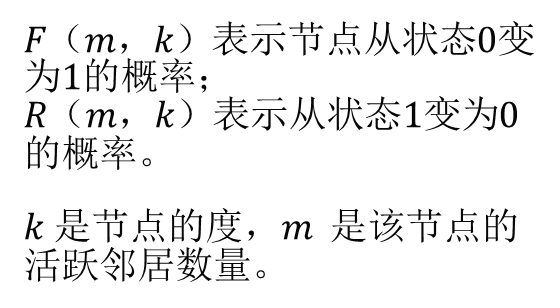 F（m，k）表示节点从状态0变
为1的概率；
R（m，k）表示从状态1变为0
的概率。
k 是节点的度，m 是该节点的
活跃邻居数量。